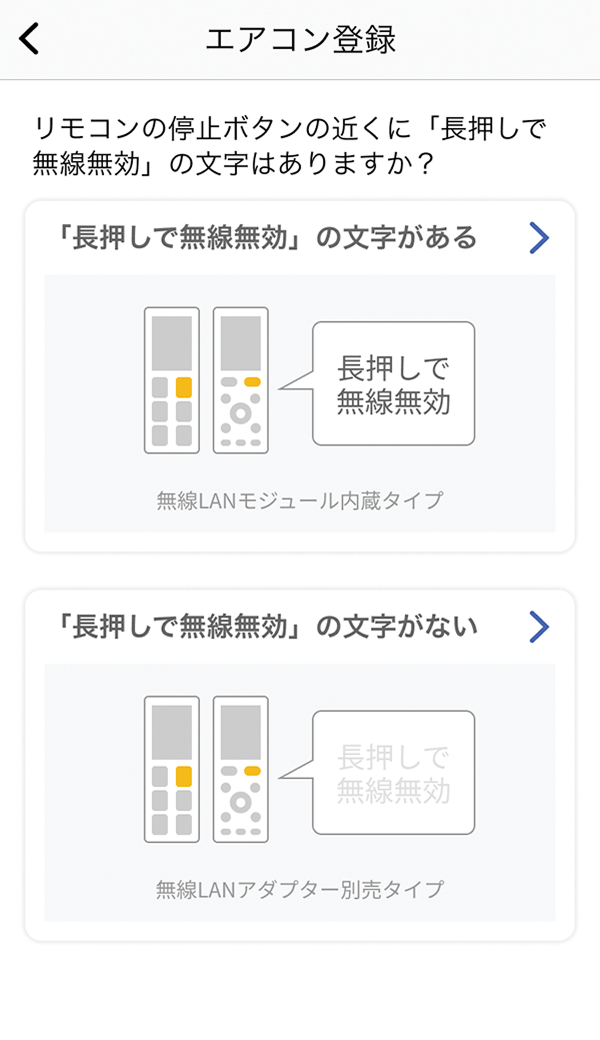 エアコン登録
リモコンの停止ボタンの近くに「長押しで
無線無効」の文字はありますか？
「長押しで無線無効」の文字がある
長押しで
無線無効
無線LANモジュール内蔵タイプ
「長押しで無線無効」の文字がない
長押しで
無線無効
無線LANアダプター別売タイプ